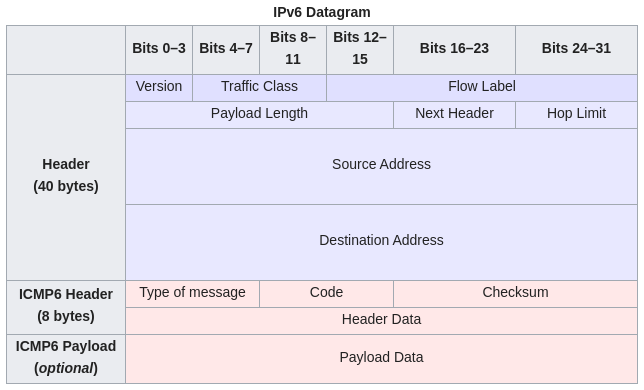 IPv6 Datagram
Bits 0–3 Bits 4–7 Bits 8–11 Bits 12–15 Bits 16–23 Bits 24–31
Header
(40 bytes)
Version Traffic Class Flow Label
Payload Length Next Header Hop Limit
Source Address
Destination Address
ICMP6 Header
(8 bytes)
Type of message Code Checksum
Header Data
ICMP6 Payload
(optional)
Payload Data